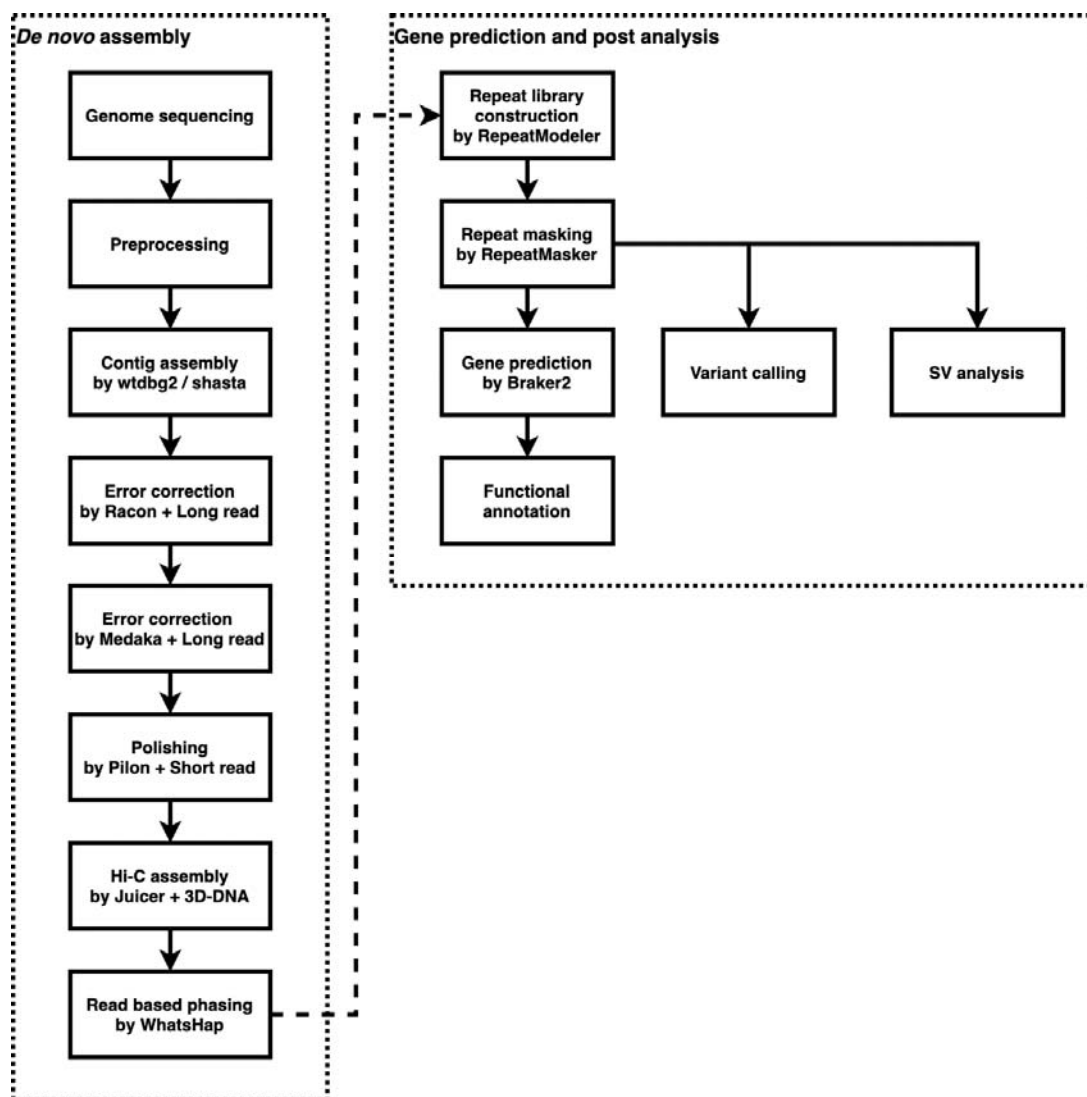 De novo assembly
Genome sequencing
Preprocessing
Contig assembly
by wtdbg2 / shasta
Error correction
by Racon + Long read
Error correction
by Medaka + Long read
Polishing
by Pilon + Short read
Hi-C assembly
by Juicer + 3D-DNA
Read based phasing
by WhatsHap
Gene prediction and post analysis
Repeat library
construction
by RepeatModeler
Repeat masking
by RepeatMasker
Gene prediction
by Braker2
Variant calling
SV analysis
Functional
annotation